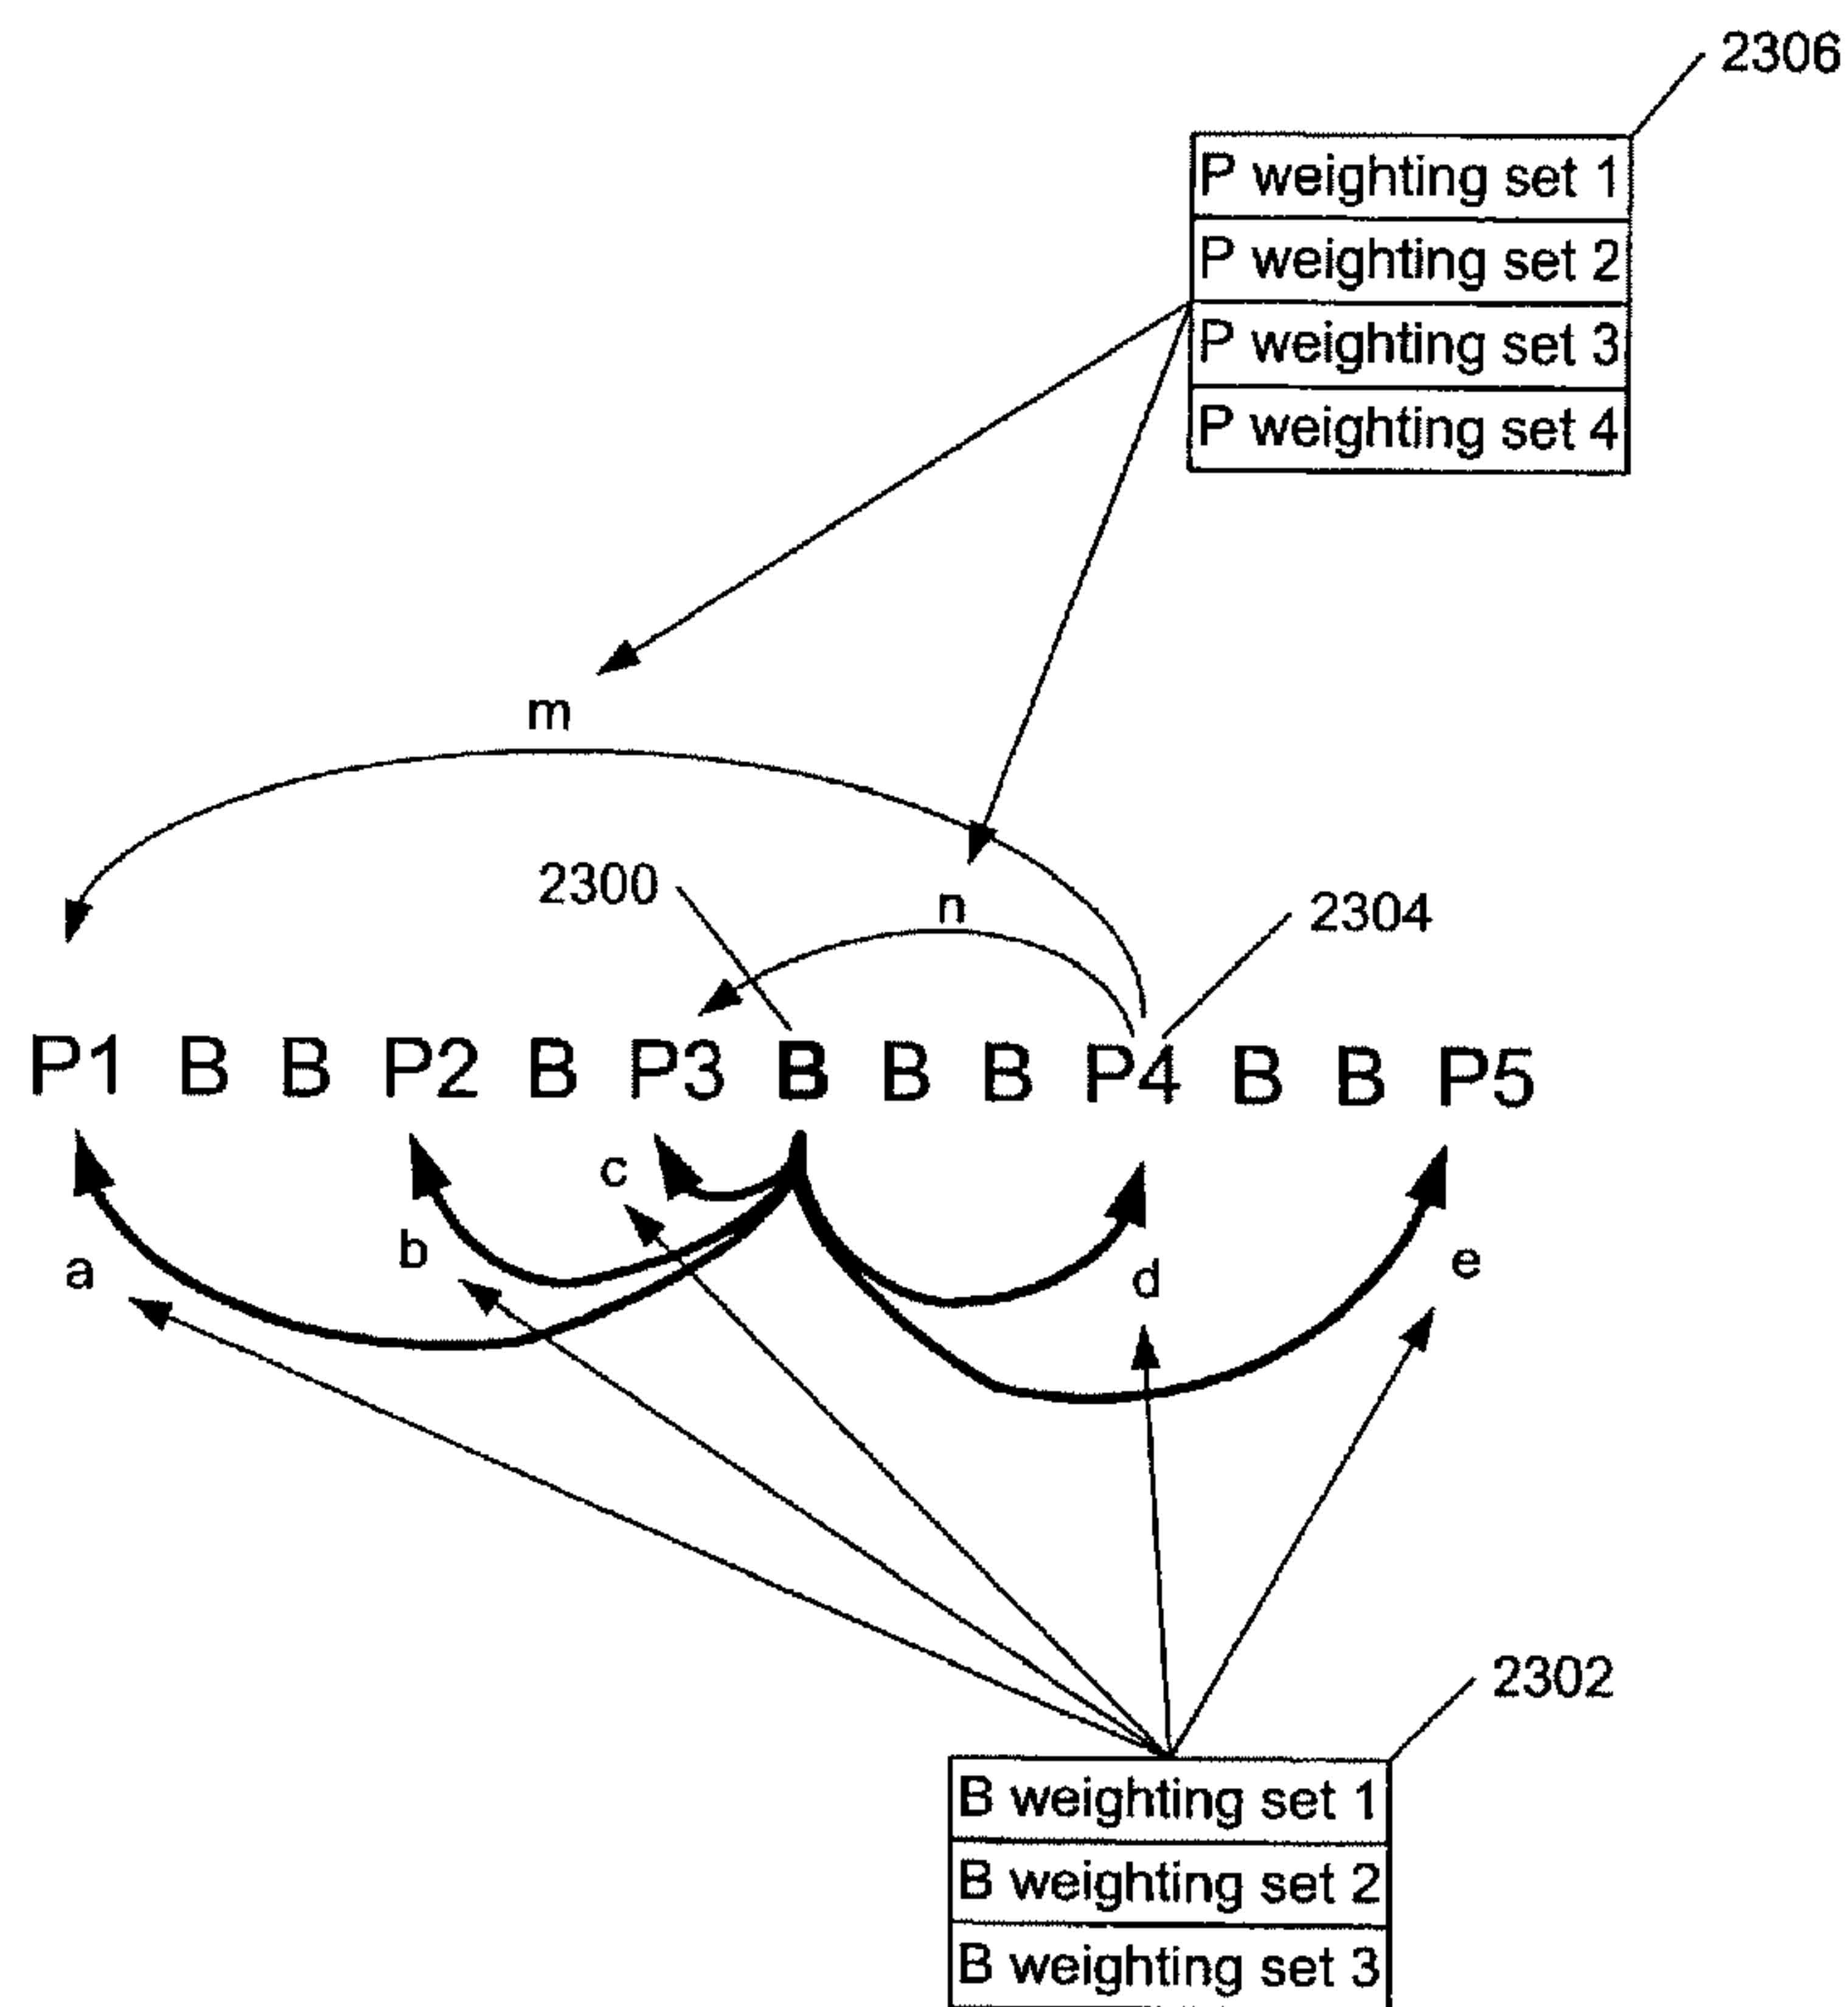 2306
P weighting set 1
P weighting set 2
P weighting set 3
P weighting set 4
m
2300
n
2304
P1 B B P2 B P3 B B B P4 B B P5
c
b
a
d
e
2302
B weighting set 1
B weighting set 2
B weighting set 3